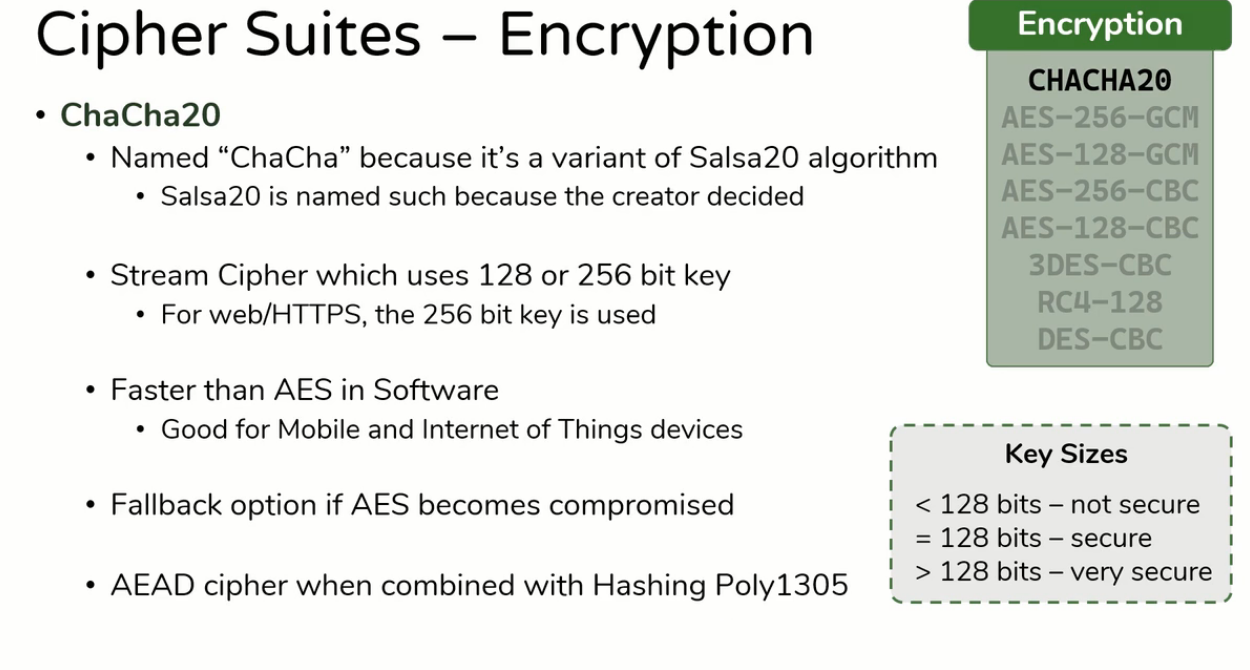 Cipher Suites – Encryption
• ChaCha20
• Named “ChaCha” because it’s a variant of Salsa20 algorithm
• Salsa20 is named such because the creator decided
• Stream Cipher which uses 128 or 256 bit key
• For web/HTTPS, the 256 bit key is used
• Faster than AES in Software
• Good for Mobile and Internet of Things devices
• Fallback option if AES becomes compromised
• AEAD cipher when combined with Hashing Poly1305
Encryption
CHACHA20
AES-256-GCM
AES-128-GCM
AES-256-CBC
AES-128-CBC
3DES-CBC
RC4-128
DES-CBC
Key Sizes
< 128 bits – not secure
= 128 bits – secure
> 128 bits – very secure